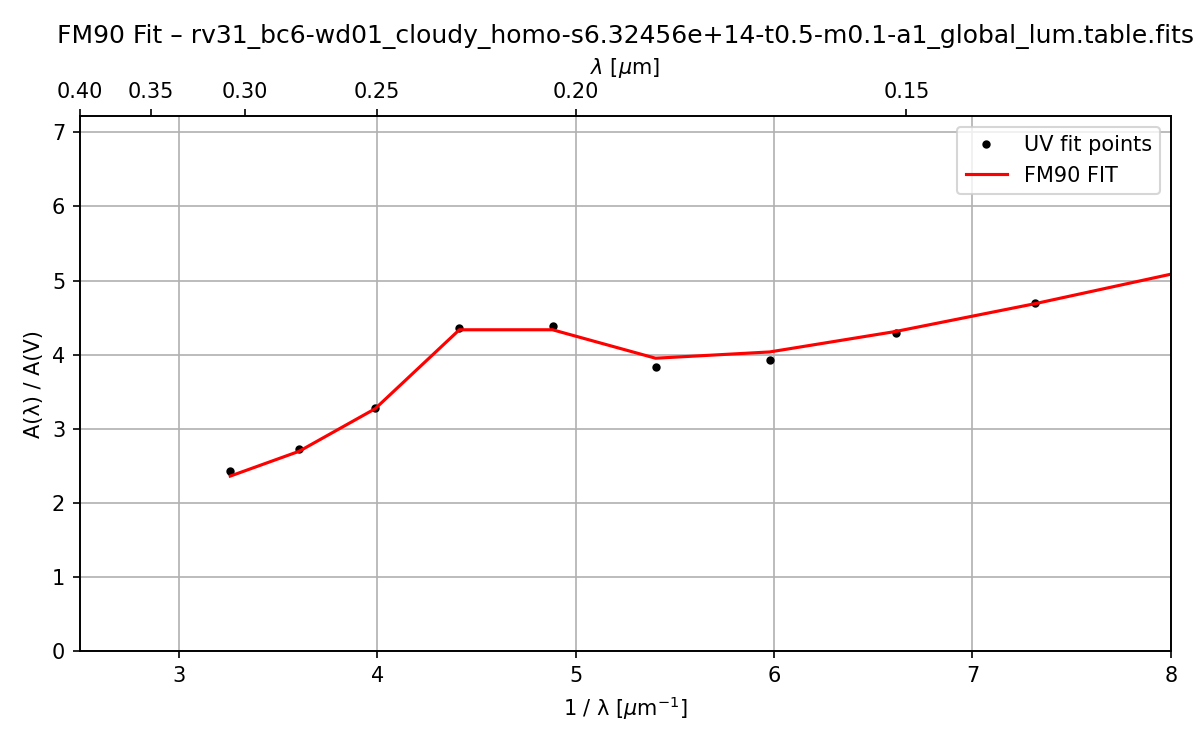 FM90 Fit – rv31_bc6-wd01_cloudy_homo-s6.32456e+14-t0.5-m0.1-a1_global_lum.table.fits
λ [μm]
0.40 0.35 0.30 0.25 0.20 0.15
UV fit points
FM90 FIT
7
6
5
4
3
2
1
0
A(λ) / A(V)
3 4 5 6 7 8
1 / λ [μm⁻¹]